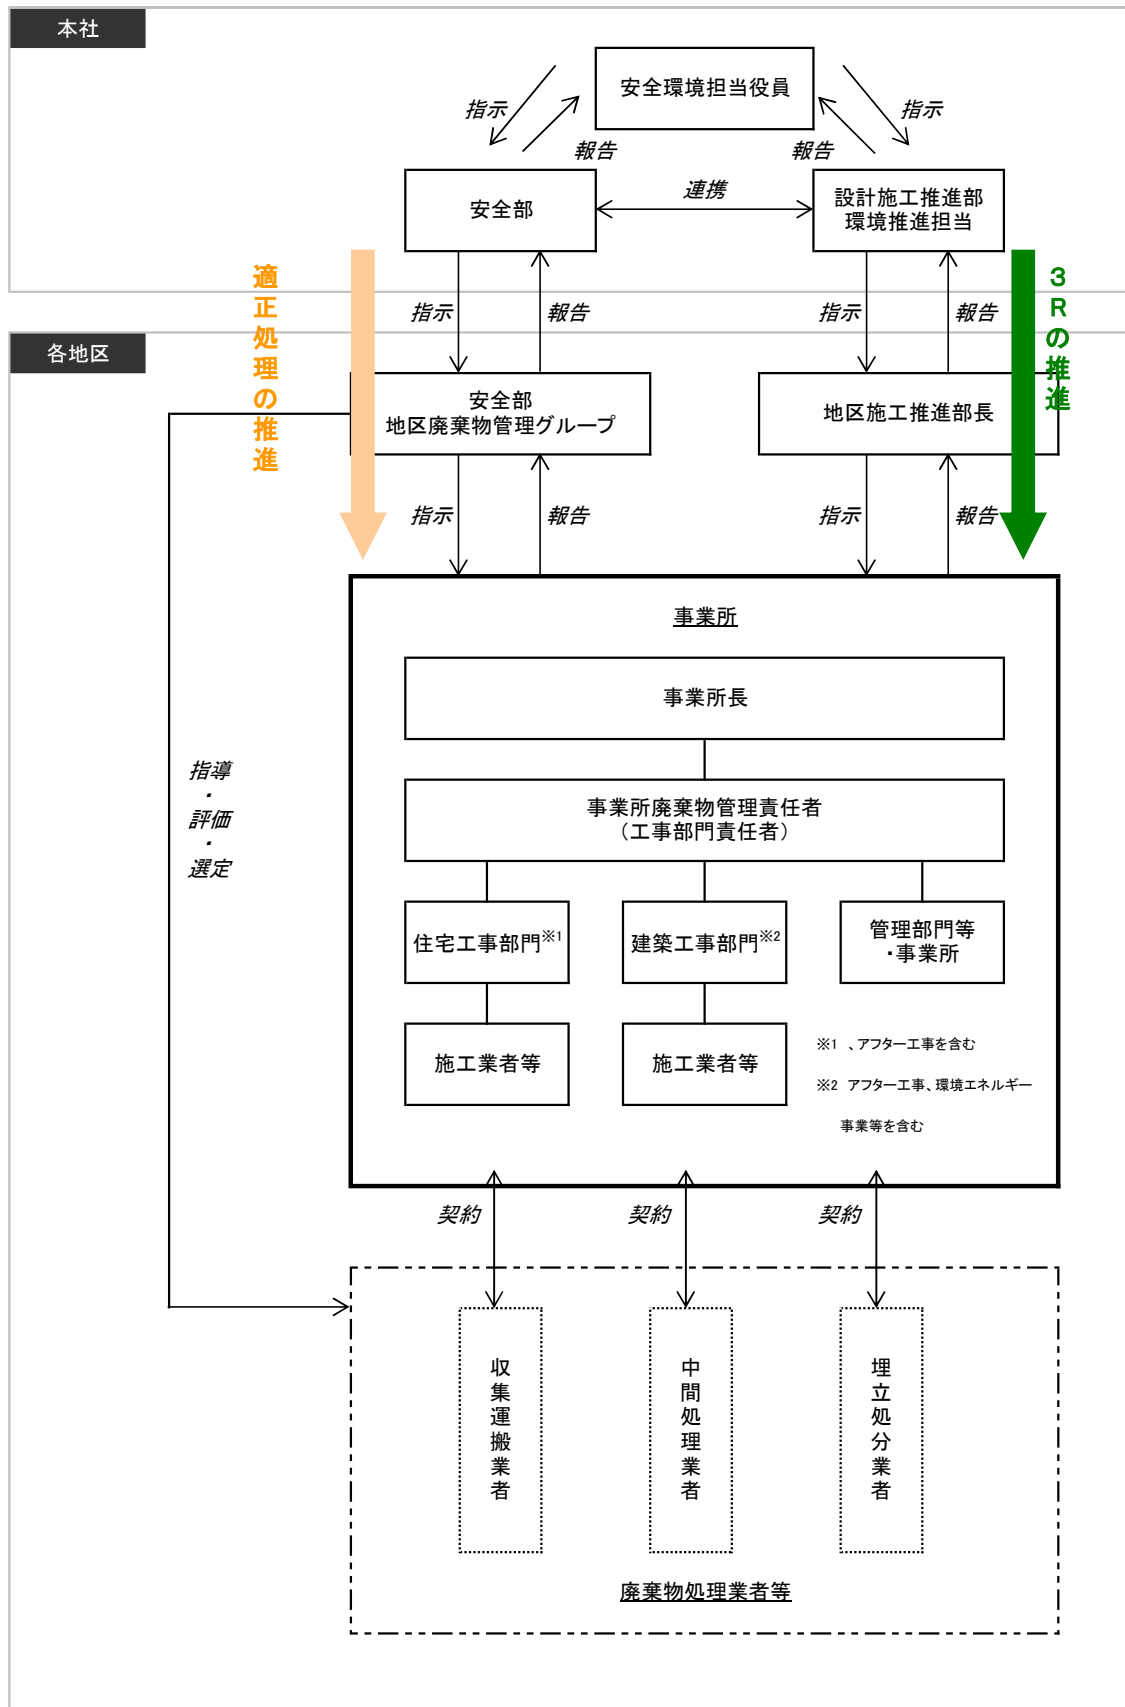 本社
安全環境担当役員
指示
指示
報告
報告
安全部
連携
設計施工推進部
環境推進担当
適正処理の推進
3Rの推進
指示
報告
指示
報告
各地区
安全部
地区廃棄物管理グループ
地区施工推進部長
指示
報告
指示
報告
事業所
事業所長
指導
・
評価
・
選定
事業所廃棄物管理責任者
(工事部門責任者)
住宅工事部門※1
建築工事部門※2
管理部門等
・事業所
施工業者等
施工業者等
※1 、アフター工事を含む
※2 アフター工事、環境エネルギー
事業等を含む
契約
契約
契約
収集運搬業者
中間処理業者
埋立処分業者
廃棄物処理業者等